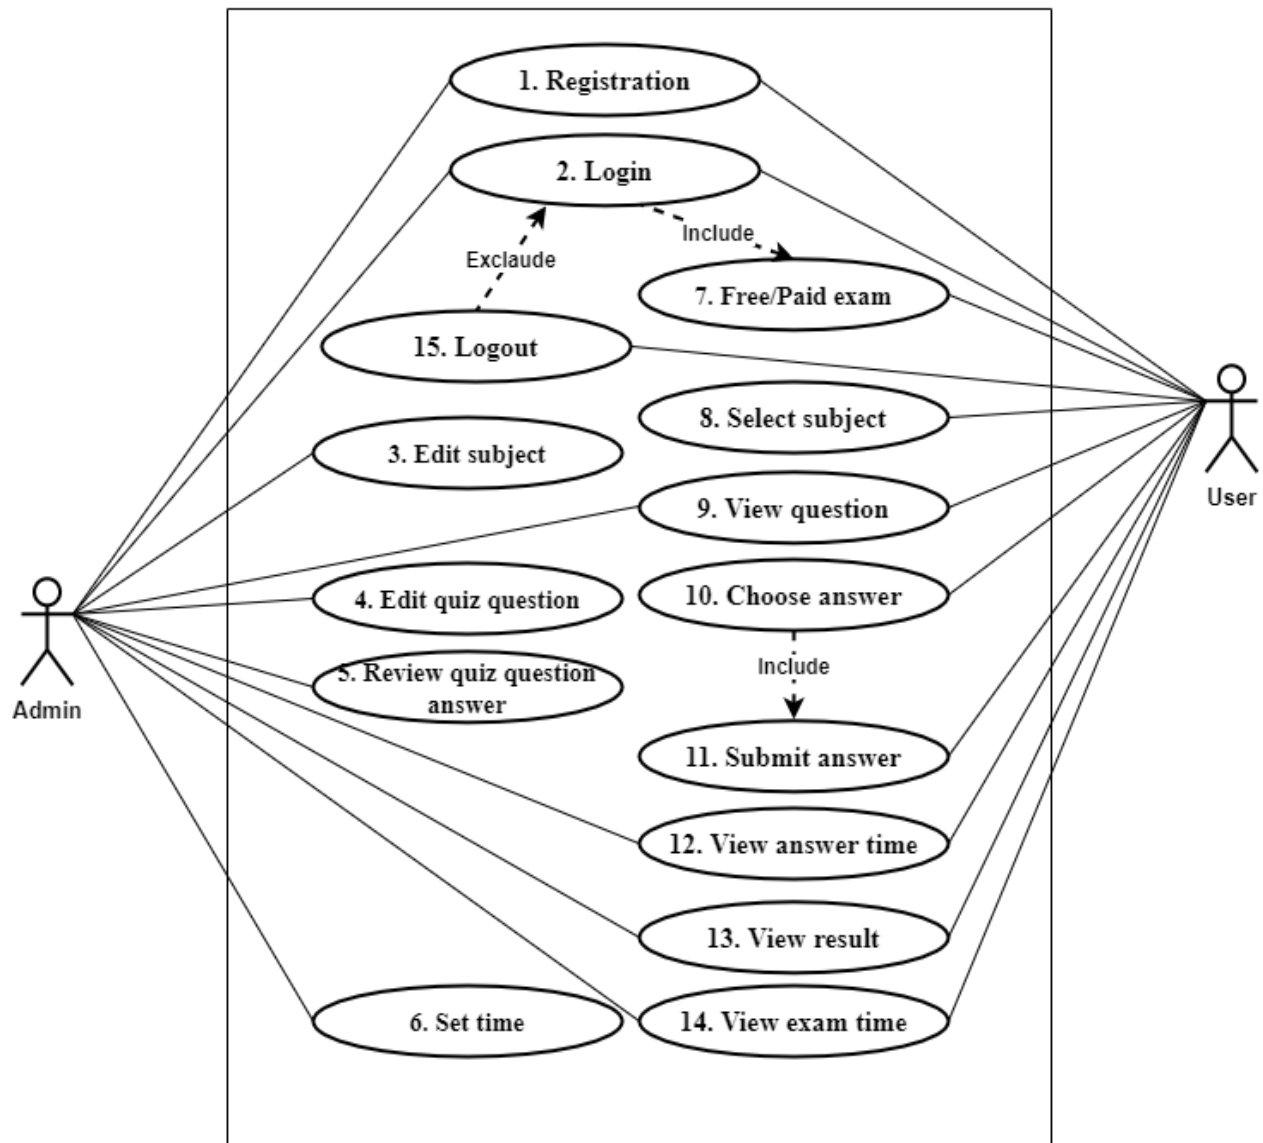 1. Registration
2. Login
Include
Exclaude
7. Free/Paid exam
15. Logout
8. Select subject
3. Edit subject
User
9. View question
4. Edit quiz question
10. Choose answer
Include
5. Review quiz question
answer
Admin
11. Submit answer
12. View answer time
13. View result
6. Set time
14. View exam time